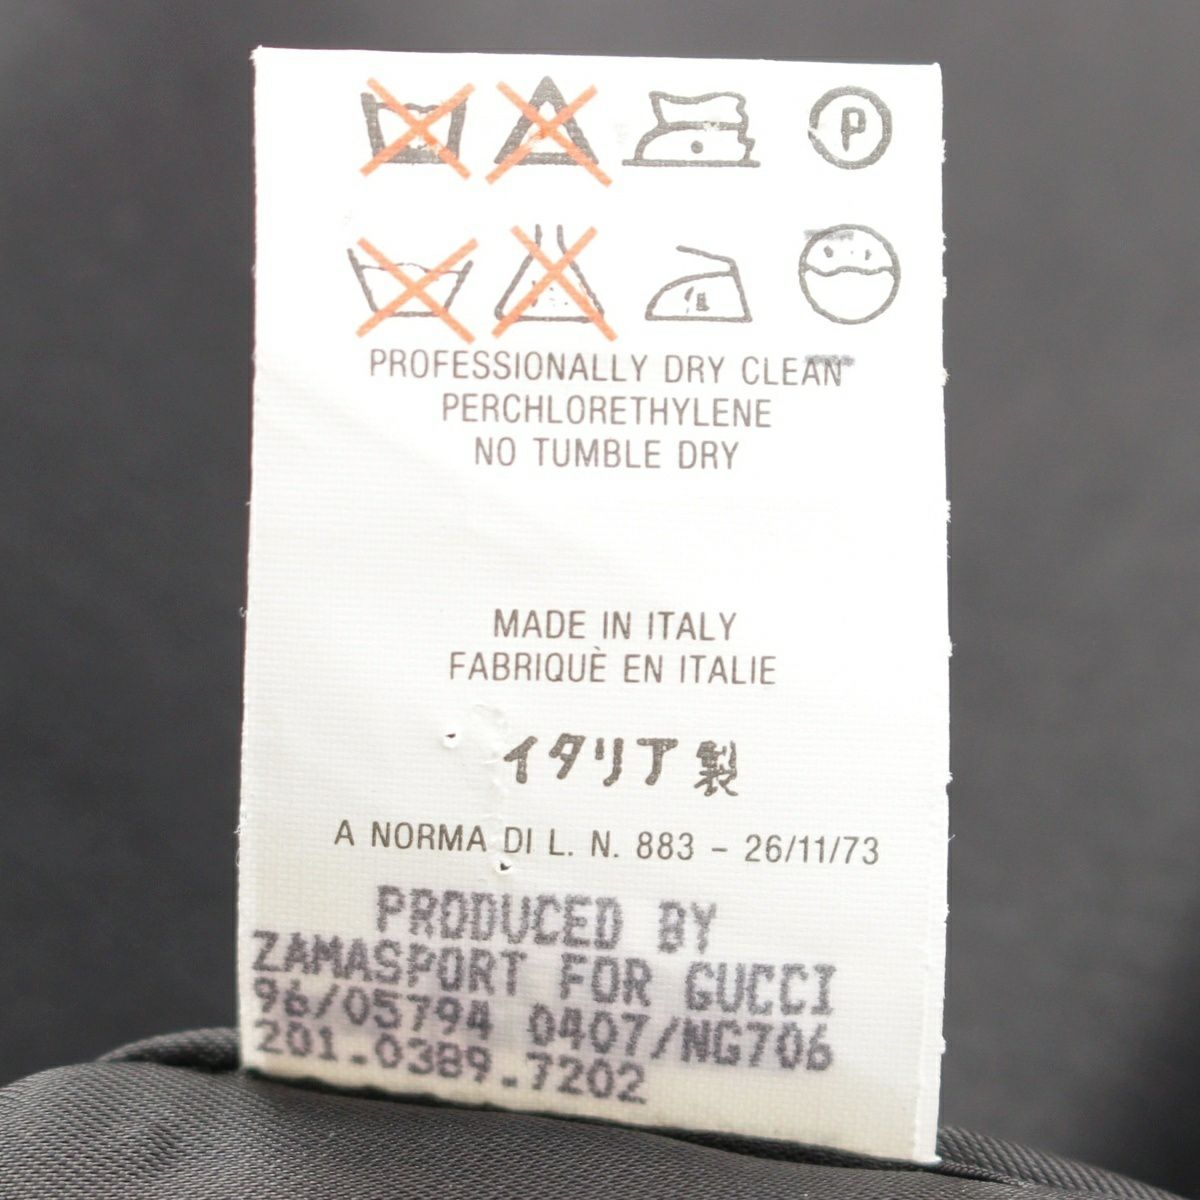 P
PROFESSIONALLY DRY CLEAN
PERCHLORETHYLENE
NO TUMBLE DRY
MADE IN ITALY
FABRIQUÈ EN ITALIE
イタリア製
A NORMA DI L. N. 883 - 26/11/73
PRODUCED BY
ZAMASPORT FOR GUCCI
96/05794 0407/NG706
201.0389.7202